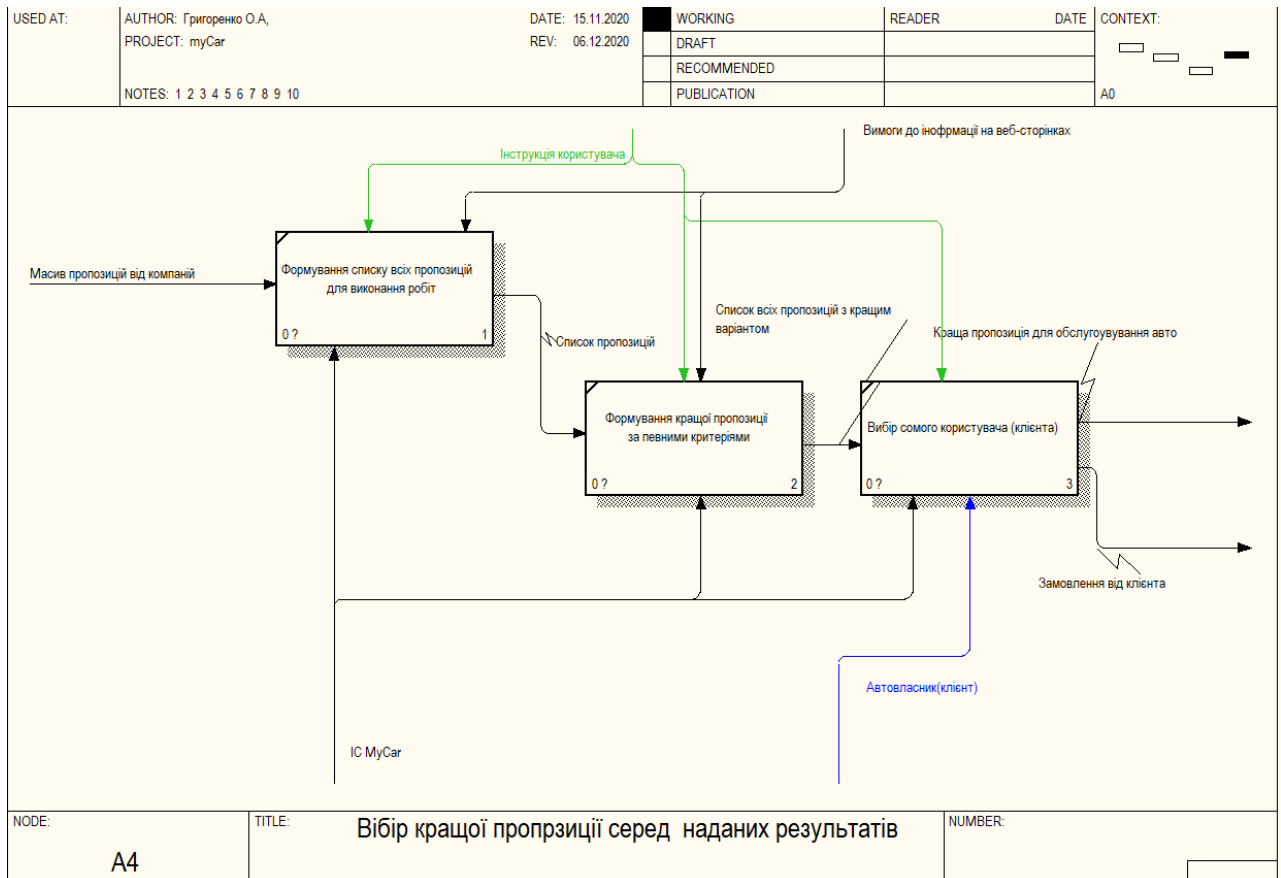 USED AT:
AUTHOR: Григоренко О.А,
DATE: 15.11.2020
WORKING
READER
DATE
CONTEXT:
PROJECT: myCar
REV: 06.12.2020
DRAFT
RECOMMENDED
NOTES: 1 2 3 4 5 6 7 8 9 10
PUBLICATION
A0
Вимоги до інофрмації на веб-сторінках
Інструкція користувача
Масив пропозицій від компаній
Формування списку всіх пропозицій
для виконання робіт
0 ?
1
Список пропозицій
Список всіх пропозицій з кращим
варіантом
Краща пропозиція для обслугоувування авто
Формування кращої пропозиції
за певними критеріями
0 ?
2
Вибір сомого користувача (клієнта)
0 ?
3
Замовлення від клієнта
Автовласник(клієнт)
ІС MyCar
NODE:
A4
TITLE:
Вібір кращої пропрзиції серед наданих результатів
NUMBER: